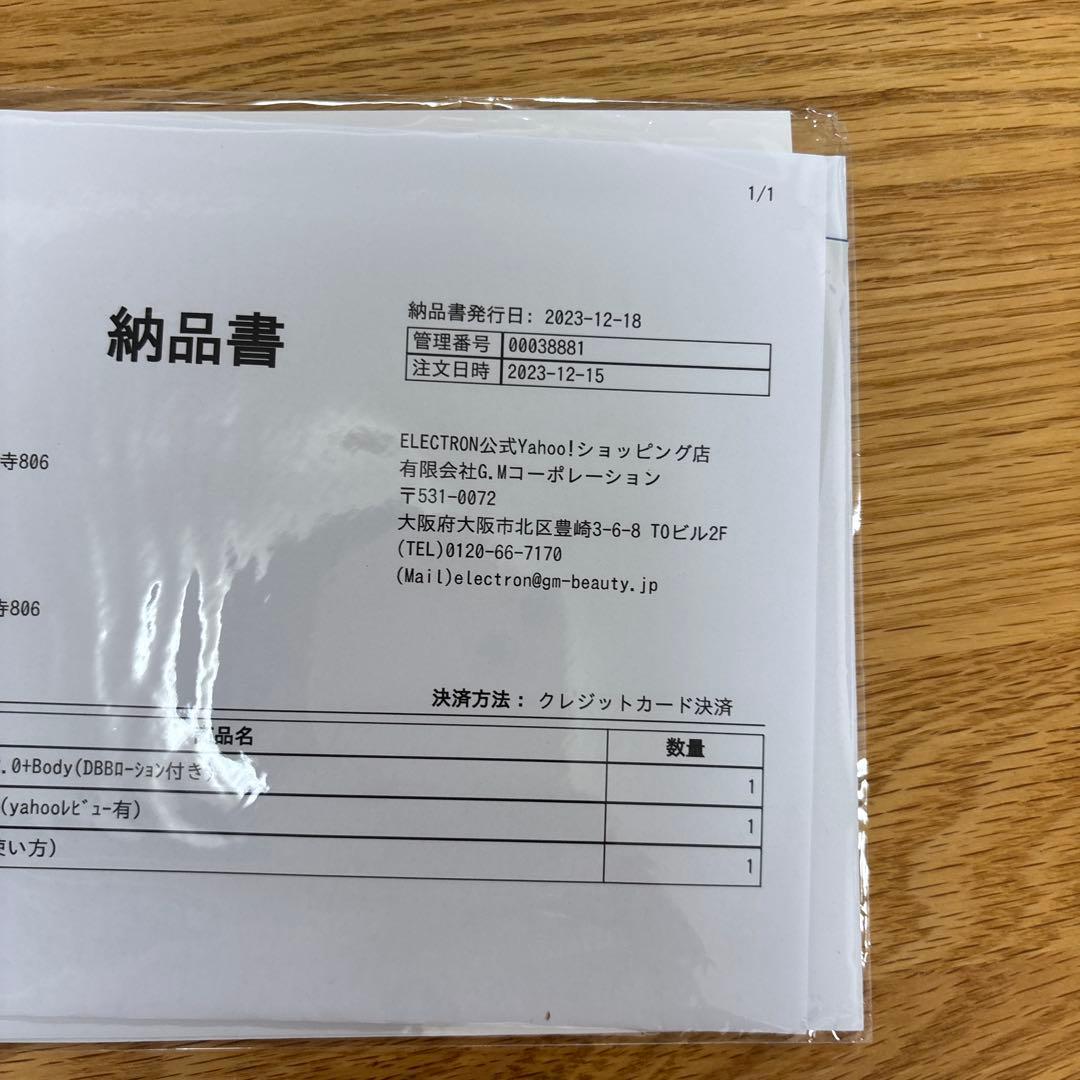 1/1
納品書
納品書発行日: 2023-12-18
管理番号 00038881
注文日時 2023-12-15
寺806
ELECTRON公式Yahoo!ショッピング店
有限会社G.Mコーポレーション
〒531-0072
大阪府大阪市北区豊崎3-6-8 TOビル2F
(TEL)0120-66-7170
(Mail)electron@gm-beauty.jp
寺806
決済方法: クレジットカード決済
商品名 数量
.0+Body(DBBﾛｰｼｮﾝ付き) 1
(yahooﾚﾋﾞｭｰ有) 1
使い方) 1